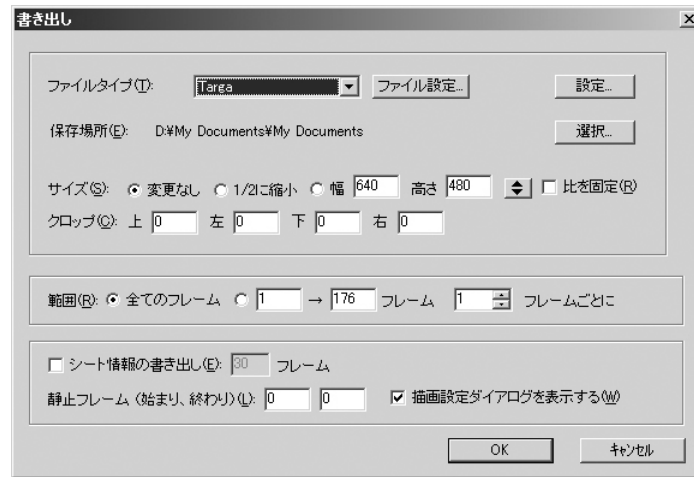 書き出し
ファイルタイプ(T): Targa ファイル設定... 設定...
保存場所(E): D:¥My Documents¥My Documents 選択...
サイズ(S): 変更なし 1/2に縮小 幅 640 高さ 480 比を固定(R)
クロップ(C): 上 0 左 0 下 0 右 0
範囲(R): 全てのフレーム 1 → 176 フレーム 1 フレームごとに
シート情報の書き出し(E): 30 フレーム
静止フレーム (始まり、終わり)(L): 0 0 描画設定ダイアログを表示する(W)
OK キャンセル